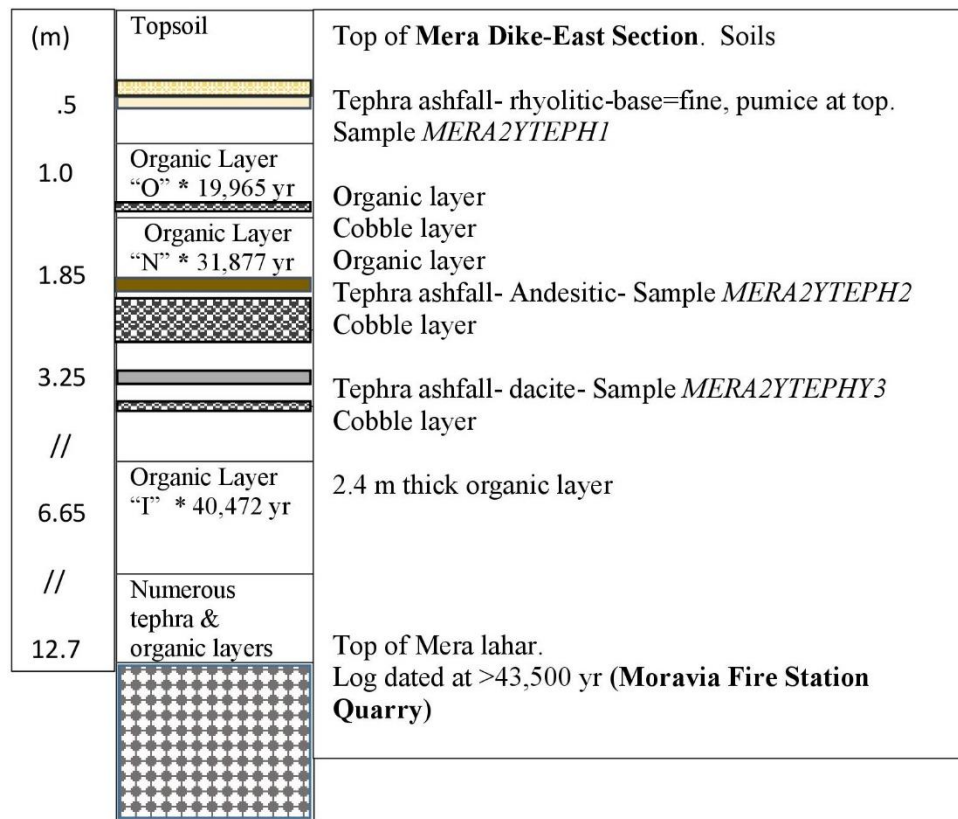 (m)
.5
1.0
1.85
3.25
//
6.65
//
12.7
Topsoil
Organic Layer
“O” * 19,965 yr
Organic Layer
“N” * 31,877 yr
Organic Layer
“I” * 40,472 yr
Numerous
tephra &
organic layers
Top of Mera Dike-East Section. Soils
Tephra ashfall- rhyolitic-base=fine, pumice at top.
Sample MERA2YTEPH1
Organic layer
Cobble layer
Organic layer
Tephra ashfall- Andesitic- Sample MERA2YTEPH2
Cobble layer
Tephra ashfall- dacite- Sample MERA2YTEPHY3
Cobble layer
2.4 m thick organic layer
Top of Mera lahar.
Log dated at >43,500 yr (Moravia Fire Station
Quarry)